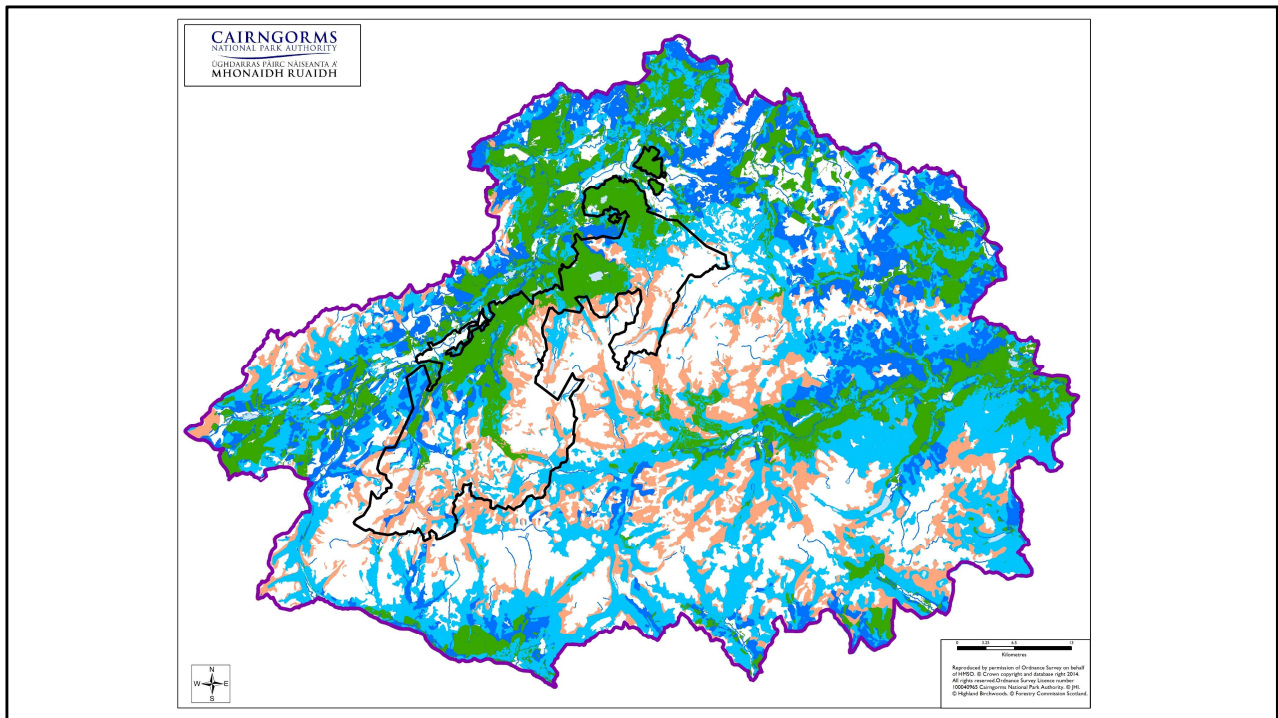 CAIRNGORMS
NATIONAL PARK AUTHORITY
ÙGHDARRAS PÀIRC NÀISEANTA A'
MHONAIDH RUAIDH
0 3.25 6.5 13
Kilometres
Reproduced by permission of Ordnance Survey on behalf
of HMSO. © Crown copyright and database right 2014.
All rights reserved.Ordnance Survey Licence number
100040965 Cairngorms National Park Authority. © JHI.
© Highland Birchwoods. © Forestry Commission Scotland.
N
W E
S